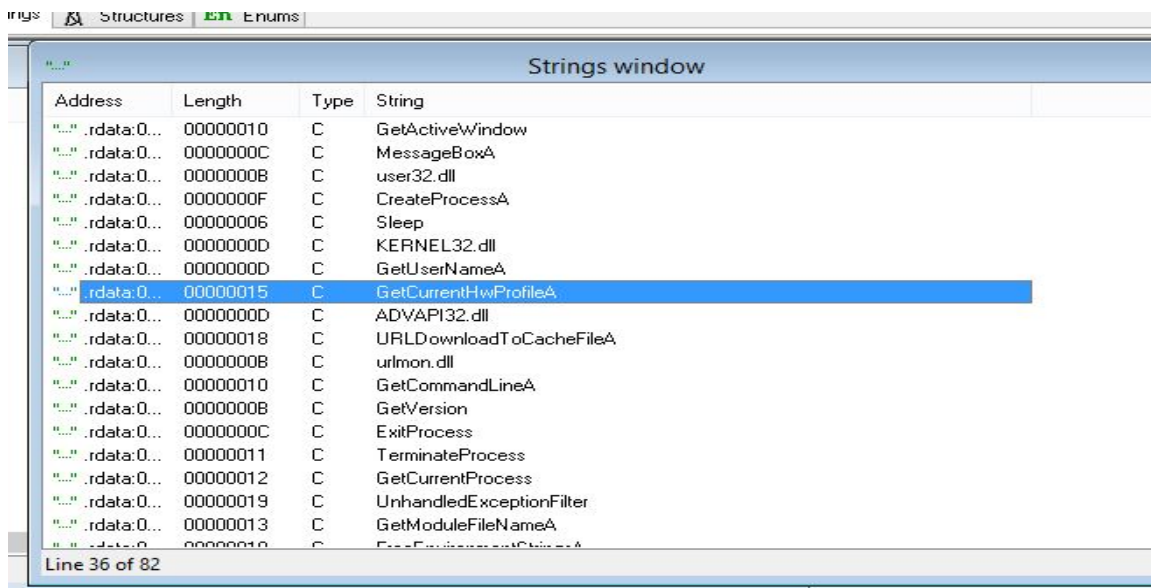 Structures En Enums
Strings window
Address Length Type String
"..." .rdata:0... 00000010 C GetActiveWindow
"..." .rdata:0... 0000000C C MessageBoxA
"..." .rdata:0... 0000000B C user32.dll
"..." .rdata:0... 0000000F C CreateProcessA
"..." .rdata:0... 00000006 C Sleep
"..." .rdata:0... 0000000D C KERNEL32.dll
"..." .rdata:0... 0000000D C GetUserNameA
"..." .rdata:0... 00000015 C GetCurrentHwProfileA
"..." .rdata:0... 0000000D C ADVAPI32.dll
"..." .rdata:0... 00000018 C URLDownloadToCacheFileA
"..." .rdata:0... 0000000B C urlmon.dll
"..." .rdata:0... 00000010 C GetCommandLineA
"..." .rdata:0... 0000000B C GetVersion
"..." .rdata:0... 0000000C C ExitProcess
"..." .rdata:0... 00000011 C TerminateProcess
"..." .rdata:0... 00000012 C GetCurrentProcess
"..." .rdata:0... 00000019 C UnhandledExceptionFilter
"..." .rdata:0... 00000013 C GetModuleFileNameA
Line 36 of 82